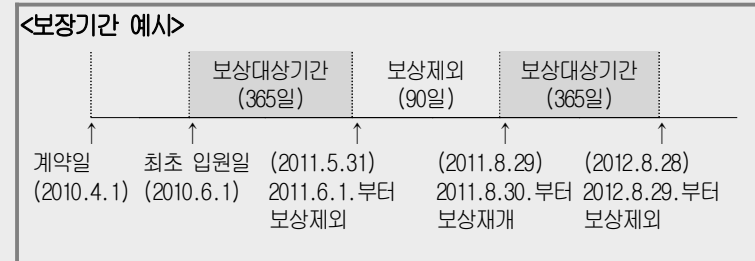 <보장기간 예시>
보상대상기간 보상제외 보상대상기간
(365일) (90일) (365일)
↑ ↑ ↑ ↑ ↑
계약일 최초 입원일 (2011.5.31) (2011.8.29) (2012.8.28)
(2010.4.1) (2010.6.1) 2011.6.1.부터 2011.8.30.부터 2012.8.29.부터
보상제외 보상재개 보상제외